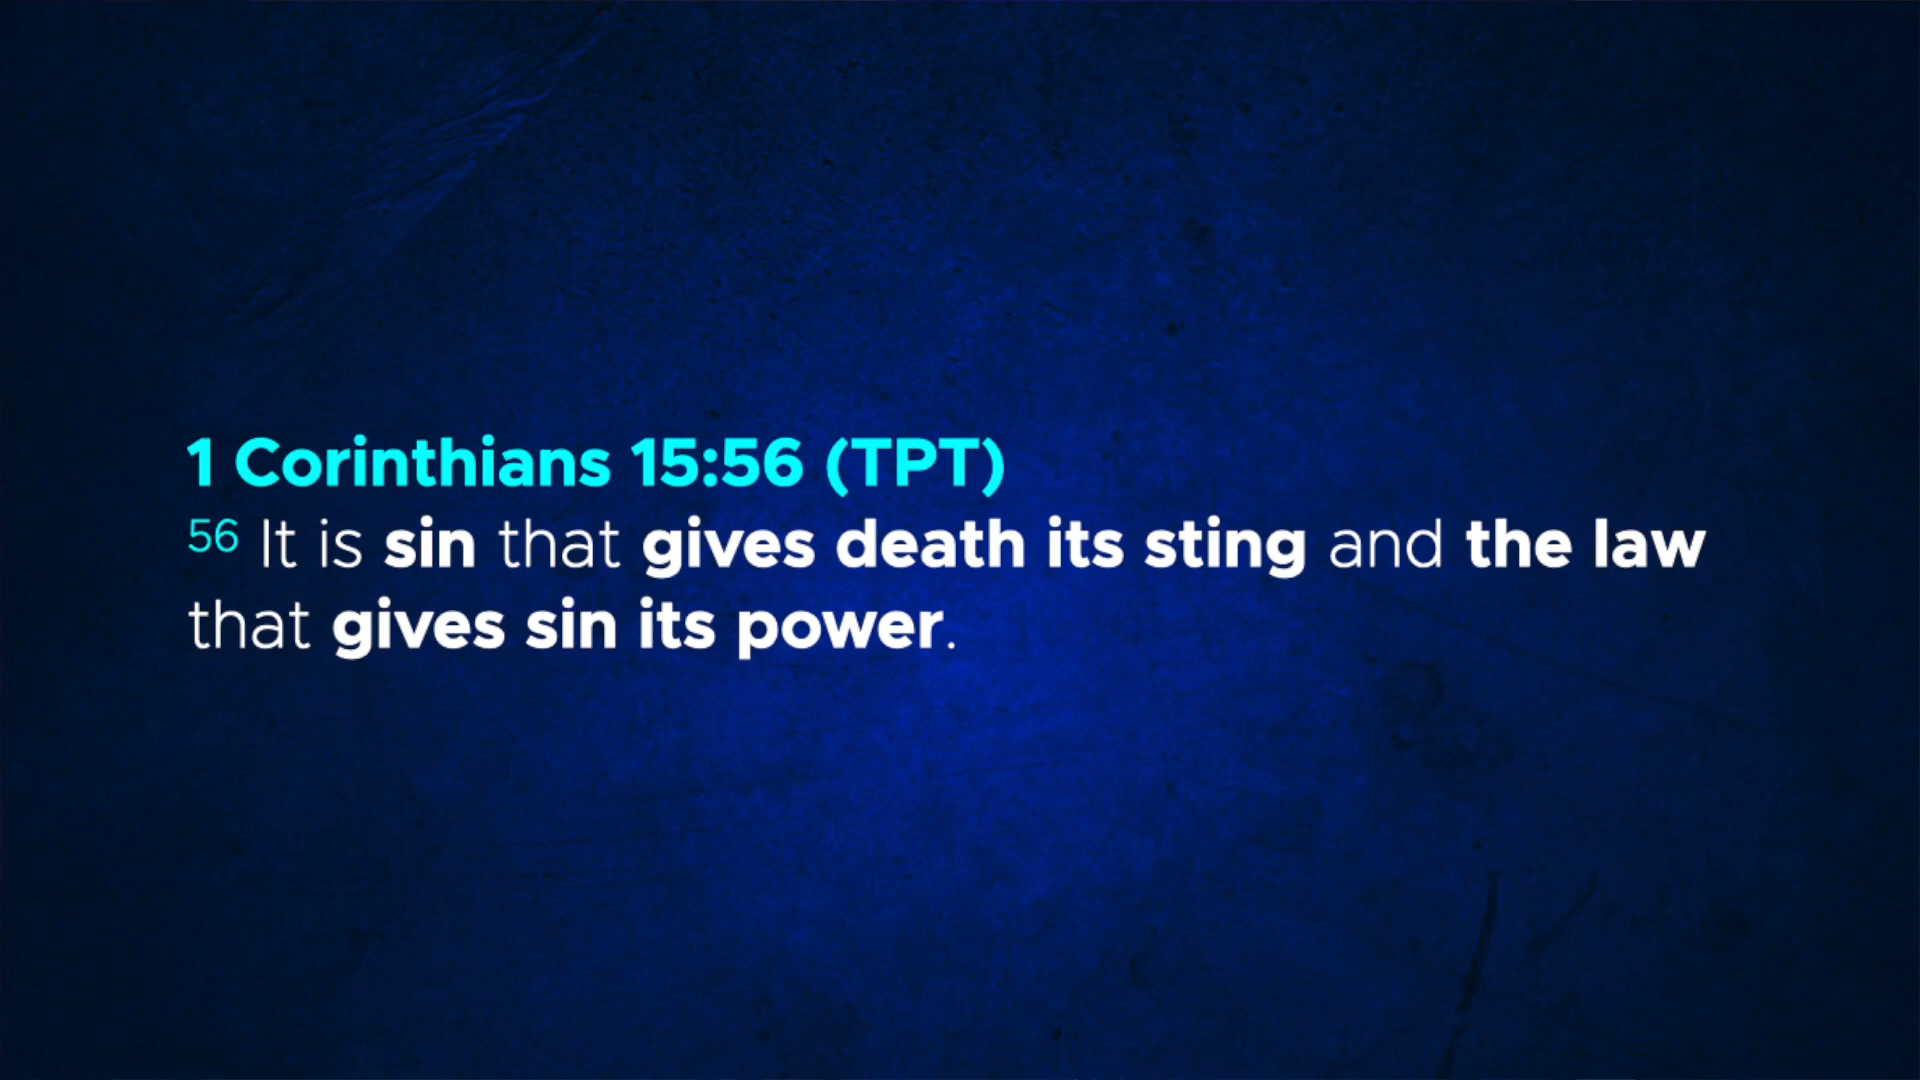 1 Corinthians 15:56 (TPT)
56 It is sin that gives death its sting and the law
that gives sin its power.